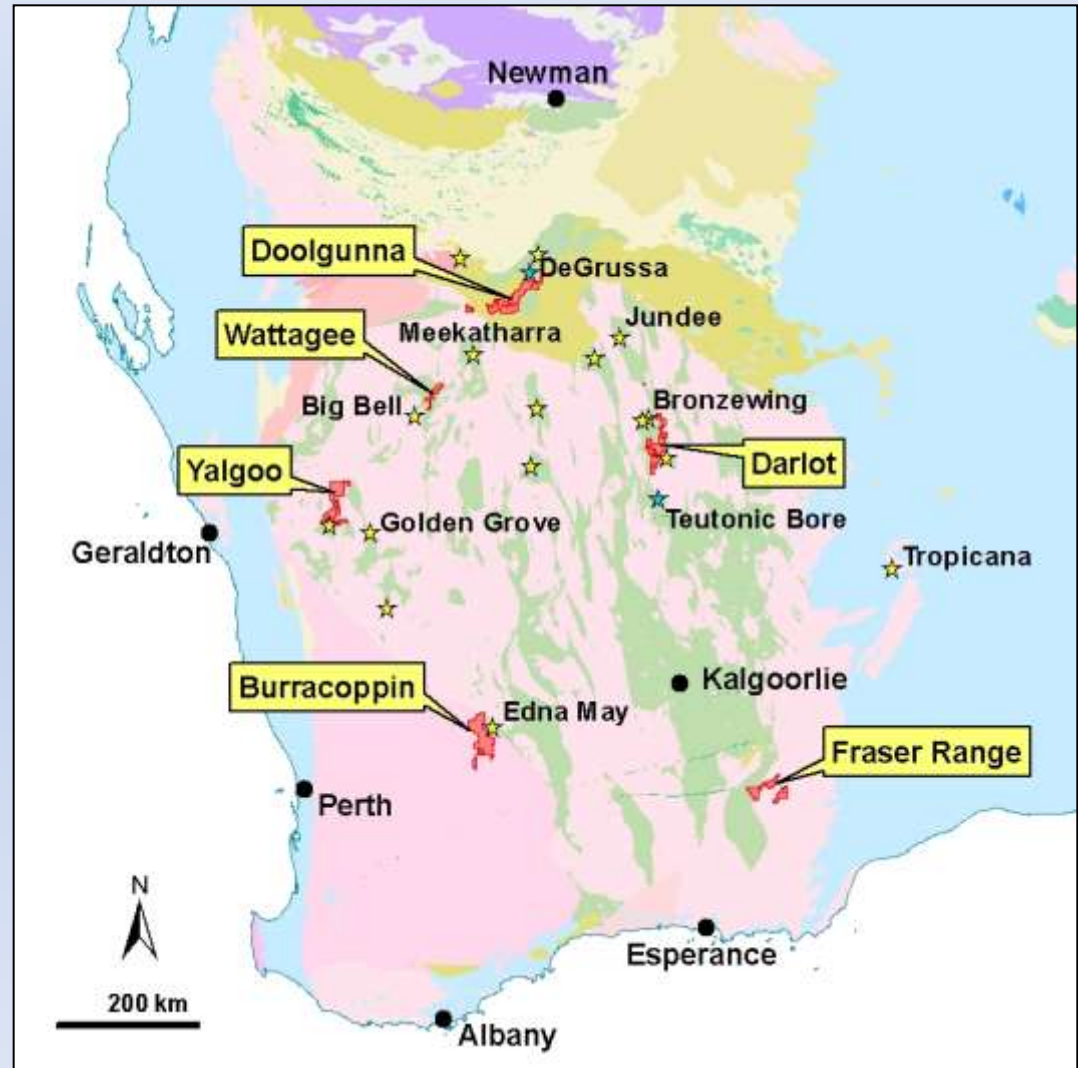 Newman
Doolgunna
DeGrussa
Jundee
Meekatharra
Wattagee
Big Bell
Bronzewing
Darlot
Yalgoo
Golden Grove
Teutonic Bore
Geraldton
Tropicana
Burracoppin
Kalgoorlie
Edna May
Fraser Range
Perth
N
Esperance
200 km
Albany